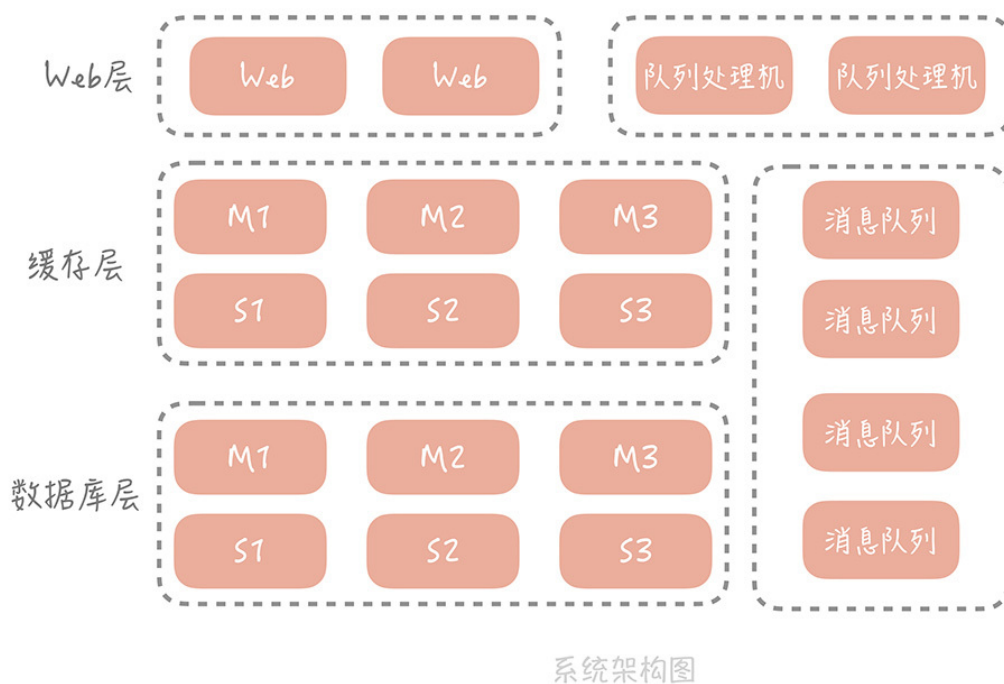 Web层
Web Web
队列处理机 队列处理机
缓存层
M1 M2 M3
S1 S2 S3
数据库层
M1 M2 M3
S1 S2 S3
消息队列
消息队列
消息队列
消息队列
系统架构图